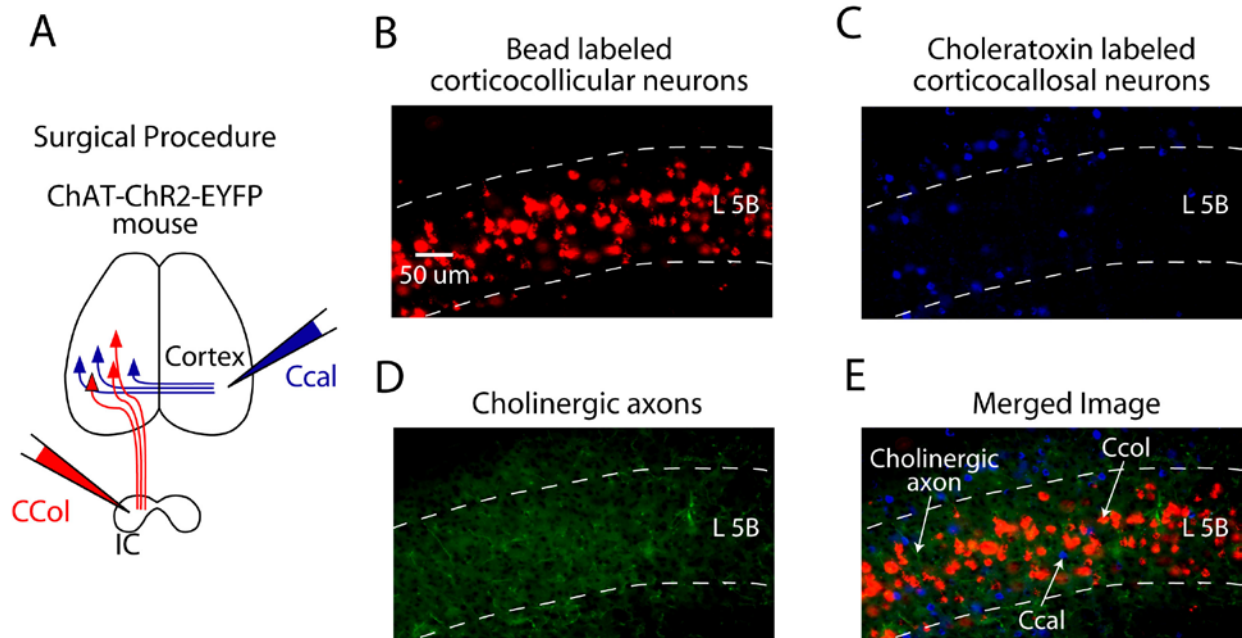 A
Surgical Procedure
ChAT-ChR2-EYFP
mouse
Cortex
Ccal
CCol
IC
B
Bead labeled
corticocollicular neurons
L 5B
50 um
C
Choleratoxin labeled
corticocallosal neurons
L 5B
D
Cholinergic axons
L 5B
E
Merged Image
Cholinergic
axon
Ccol
L 5B
Ccal